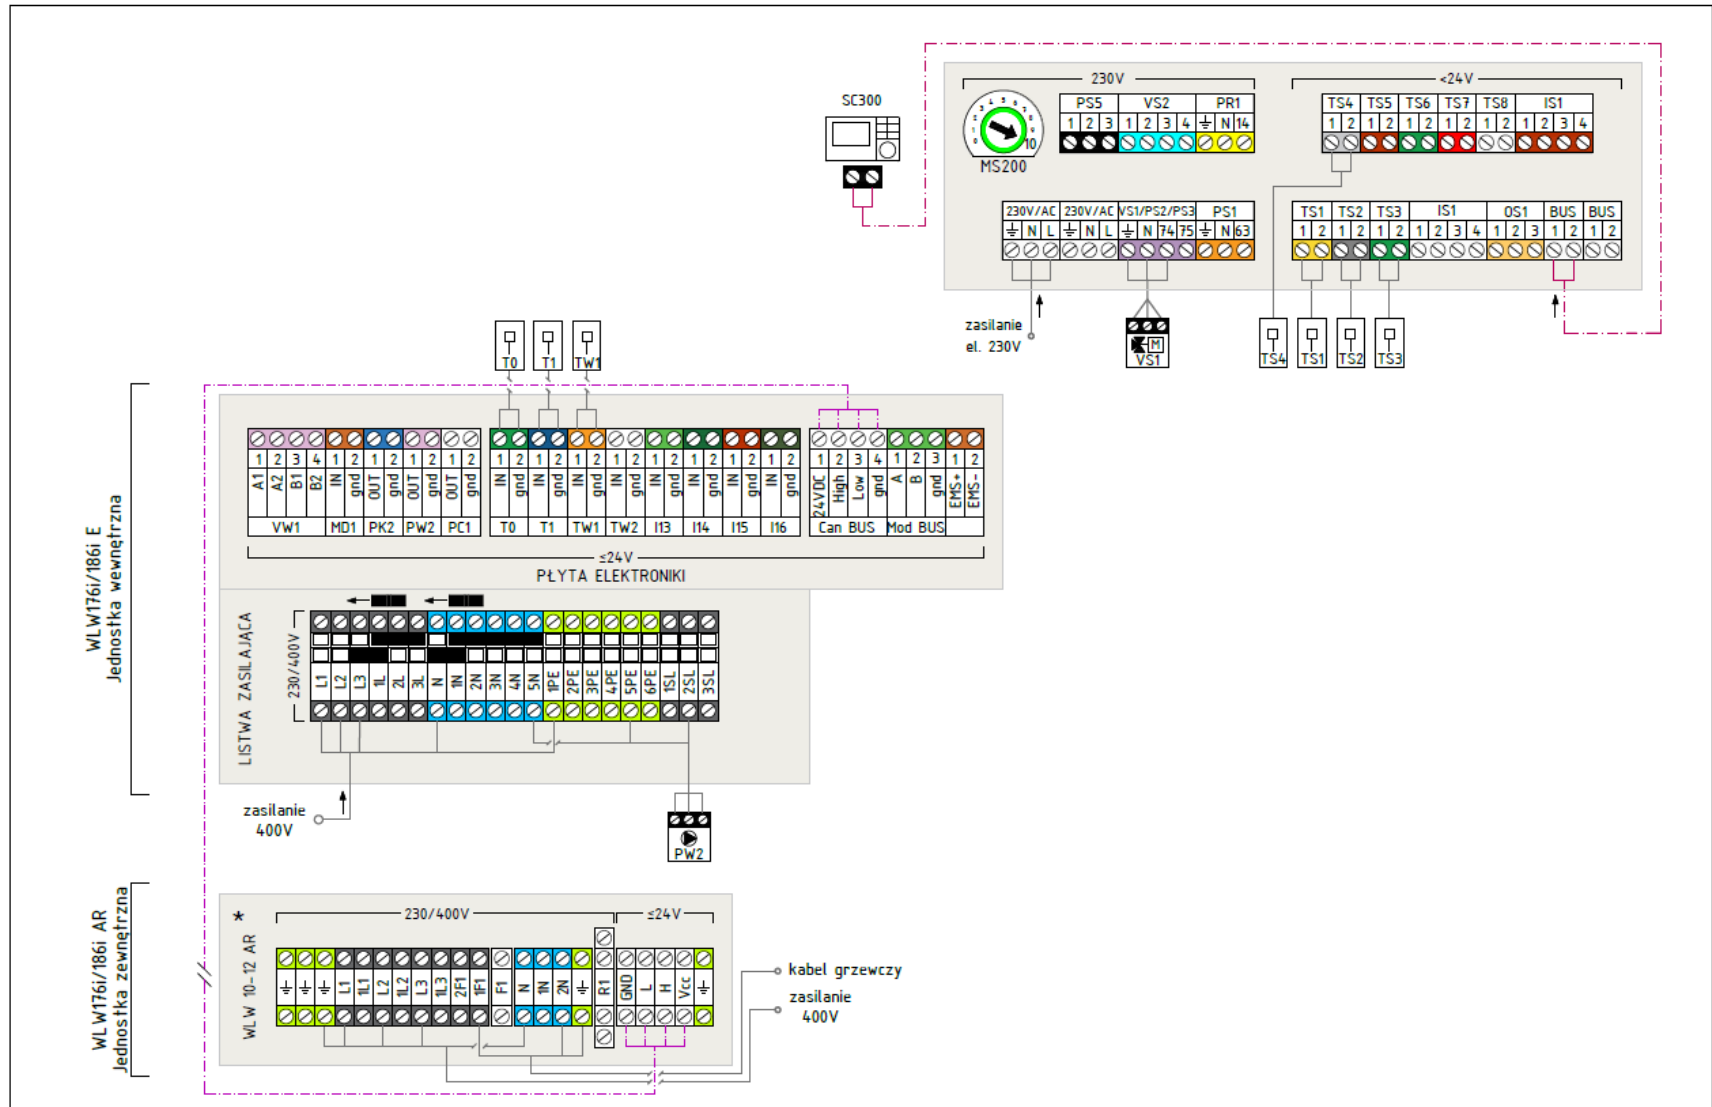 230V
<24V
SC300
PS5 VS2 PR1
1 2 3 1 2 3 4 ⏚ N 14
TS4 TS5 TS6 TS7 TS8 IS1
1 2 1 2 1 2 1 2 1 2 1 2 3 4
0 1 2 3 4 5 6 7 8 9 10
MS200
230V/AC 230V/AC VS1/PS2/PS3 PS1
⏚ N L ⏚ N L ⏚ N 74 75 ⏚ N 63
TS1 TS2 TS3 IS1 OS1 BUS BUS
1 2 1 2 1 2 1 2 3 4 1 2 3 1 2 1 2
zasilanie
el. 230V
M
VS1
TS4 TS1 TS2 TS3
T0 T1 TW1
WLW176i/186i E
Jednostka wewnętrzna
1 2 3 4 1 2 1 2 1 2 1 2
A1 A2 B1 B2 IN gnd OUT gnd OUT gnd OUT gnd
VW1 MD1 PK2 PW2 PC1
1 2 1 2 1 2 1 2 1 2 1 2 1 2 1 2
IN gnd IN gnd IN gnd IN gnd IN gnd IN gnd IN gnd IN gnd
T0 T1 TW1 TW2 I13 I14 I15 I16
1 2 3 4 1 2 3 1 2
24VDC High Low gnd A B gnd EMS+ EMS-
Can BUS Mod BUS
≤24V
PŁYTA ELEKTRONIKI
LISTWA ZASILAJĄCA
230/400V
L1 L2 L3 1L 2L 3L N 1N 2N 3N 4N 5N 1PE 2PE 3PE 4PE 5PE 6PE 1SL 2SL 3SL
zasilanie
400V
PW2
WLW176i/186i AR
Jednostka zewnętrzna
*
WLW 10-12 AR
230/400V
≤24V
⏚ ⏚ ⏚ L1 1L1 L2 1L2 L3 1L3 2F1 1F1 F1 N 1N 2N ⏚ R1 GND L H Vcc ⏚
kabel grzewczy
zasilanie
400V